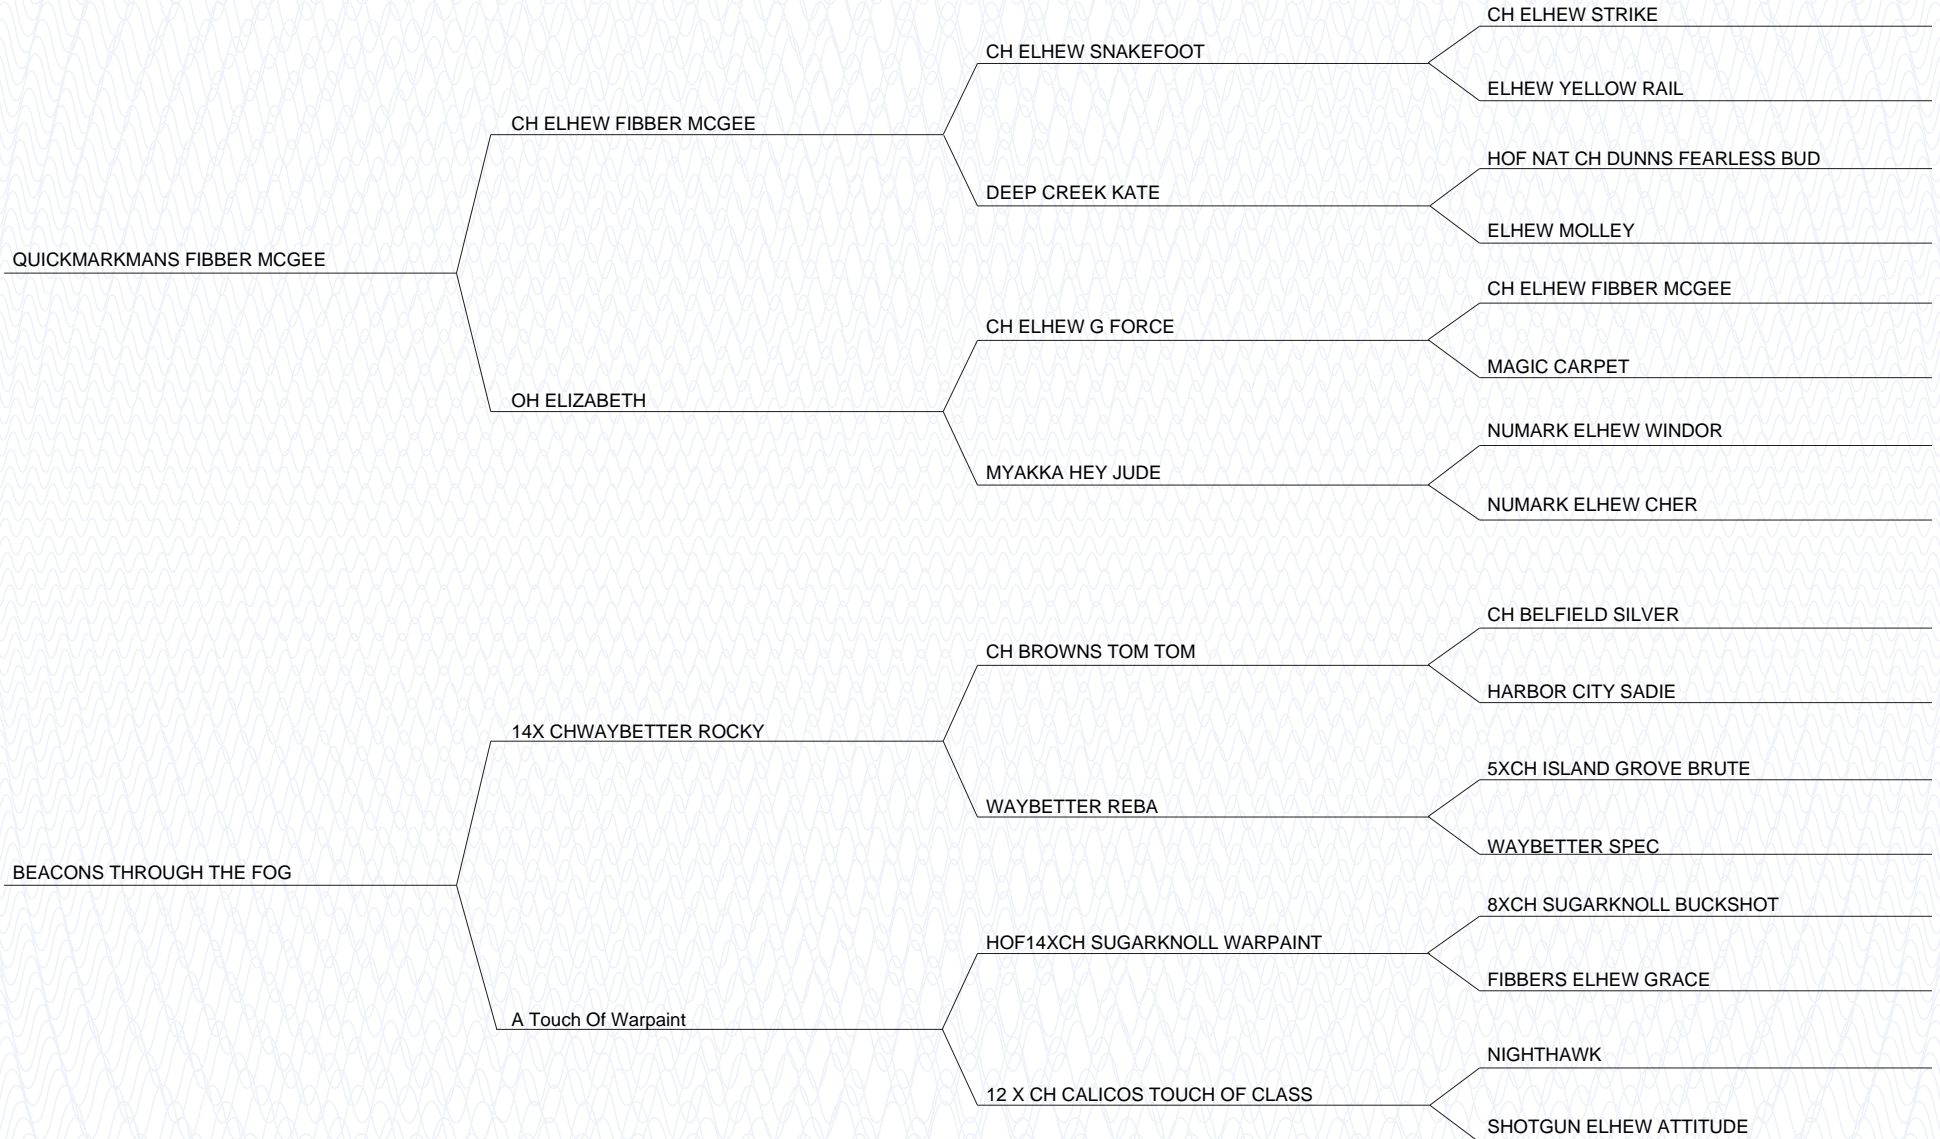 CH ELHEW STRIKE
CH ELHEW SNAKEFOOT
ELHEW YELLOW RAIL
CH ELHEW FIBBER MCGEE
HOF NAT CH DUNNS FEARLESS BUD
DEEP CREEK KATE
ELHEW MOLLEY
QUICKMARKMANS FIBBER MCGEE
CH ELHEW FIBBER MCGEE
CH ELHEW G FORCE
MAGIC CARPET
OH ELIZABETH
NUMARK ELHEW WINDOR
MYAKKA HEY JUDE
NUMARK ELHEW CHER
CH BELFIELD SILVER
CH BROWNS TOM TOM
HARBOR CITY SADIE
14X CHWAYBETTER ROCKY
5XCH ISLAND GROVE BRUTE
WAYBETTER REBA
WAYBETTER SPEC
BEACONS THROUGH THE FOG
8XCH SUGARKNOLL BUCKSHOT
HOF14XCH SUGARKNOLL WARPAINT
FIBBERS ELHEW GRACE
A Touch Of Warpaint
NIGHTHAWK
12 X CH CALICOS TOUCH OF CLASS
SHOTGUN ELHEW ATTITUDE